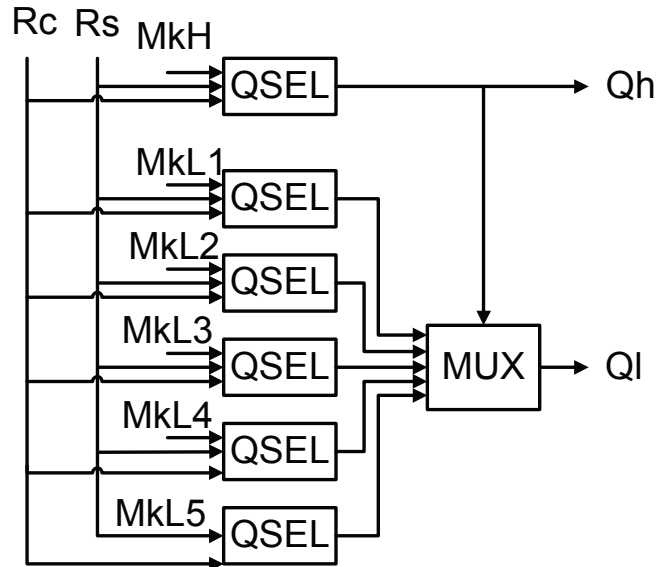 Rc Rs
MkH
QSEL
Qh
MkL1
QSEL
MkL2
QSEL
MkL3
QSEL
MUX
Ql
MkL4
QSEL
MkL5
QSEL